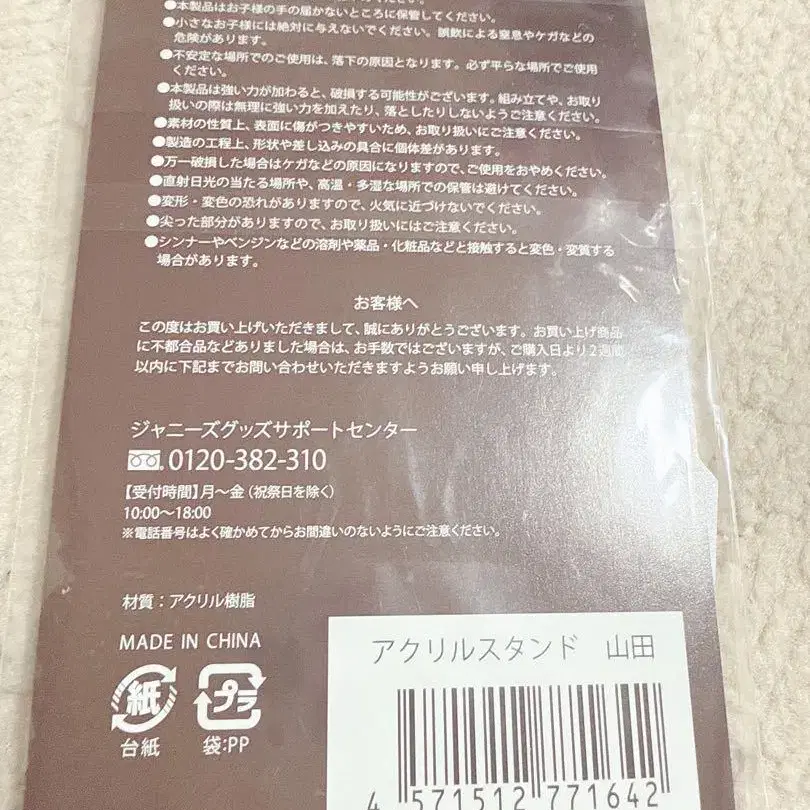 ●本製品はお子様の手の届かないところに保管してください。
●小さなお子様には絶対に与えないでください。誤飲による窒息やケガなどの
危険があります。
●不安定な場所でのご使用は、落下の原因となります。必ず平らな場所でご使用
ください。
●本製品は強い力が加わると、破損する可能性がございます。組み立てや、お取り
扱いの際は無理に強い力を加えたり、落としたりしないようご注意ください。
●素材の性質上、表面に傷がつきやすいため、お取り扱いにご注意ください。
●製造の工程上、形状や差し込みの具合に個体差があります。
●万一破損した場合はケガなどの原因になりますので、ご使用をおやめください。
●直射日光の当たる場所や、高温・多湿な場所での保管は避けてください。
●変形・変色の恐れがありますので、火気に近づけないでください。
●尖った部分がありますので、お取り扱いにはご注意ください。
●シンナーやベンジンなどの溶剤や薬品・化粧品などと接触すると変色・変質する
場合があります。
お客様へ
この度はお買い上げいただきまして、誠にありがとうございます。お買い上げ商品
に不都合品などありました場合は、お手数ではございますが、ご購入日より2週間
以内に下記までお問い合わせいただきますようお願い申し上げます。
ジャニーズグッズサポートセンター
0120-382-310
【受付時間】月～金（祝祭日を除く）
10:00～18:00
※電話番号はよく確かめてからお間違いのないようにご注意ください。
材質：アクリル樹脂
MADE IN CHINA
紙 プラ
台紙 袋:PP
アクリルスタンド 山田
4 571512 771642